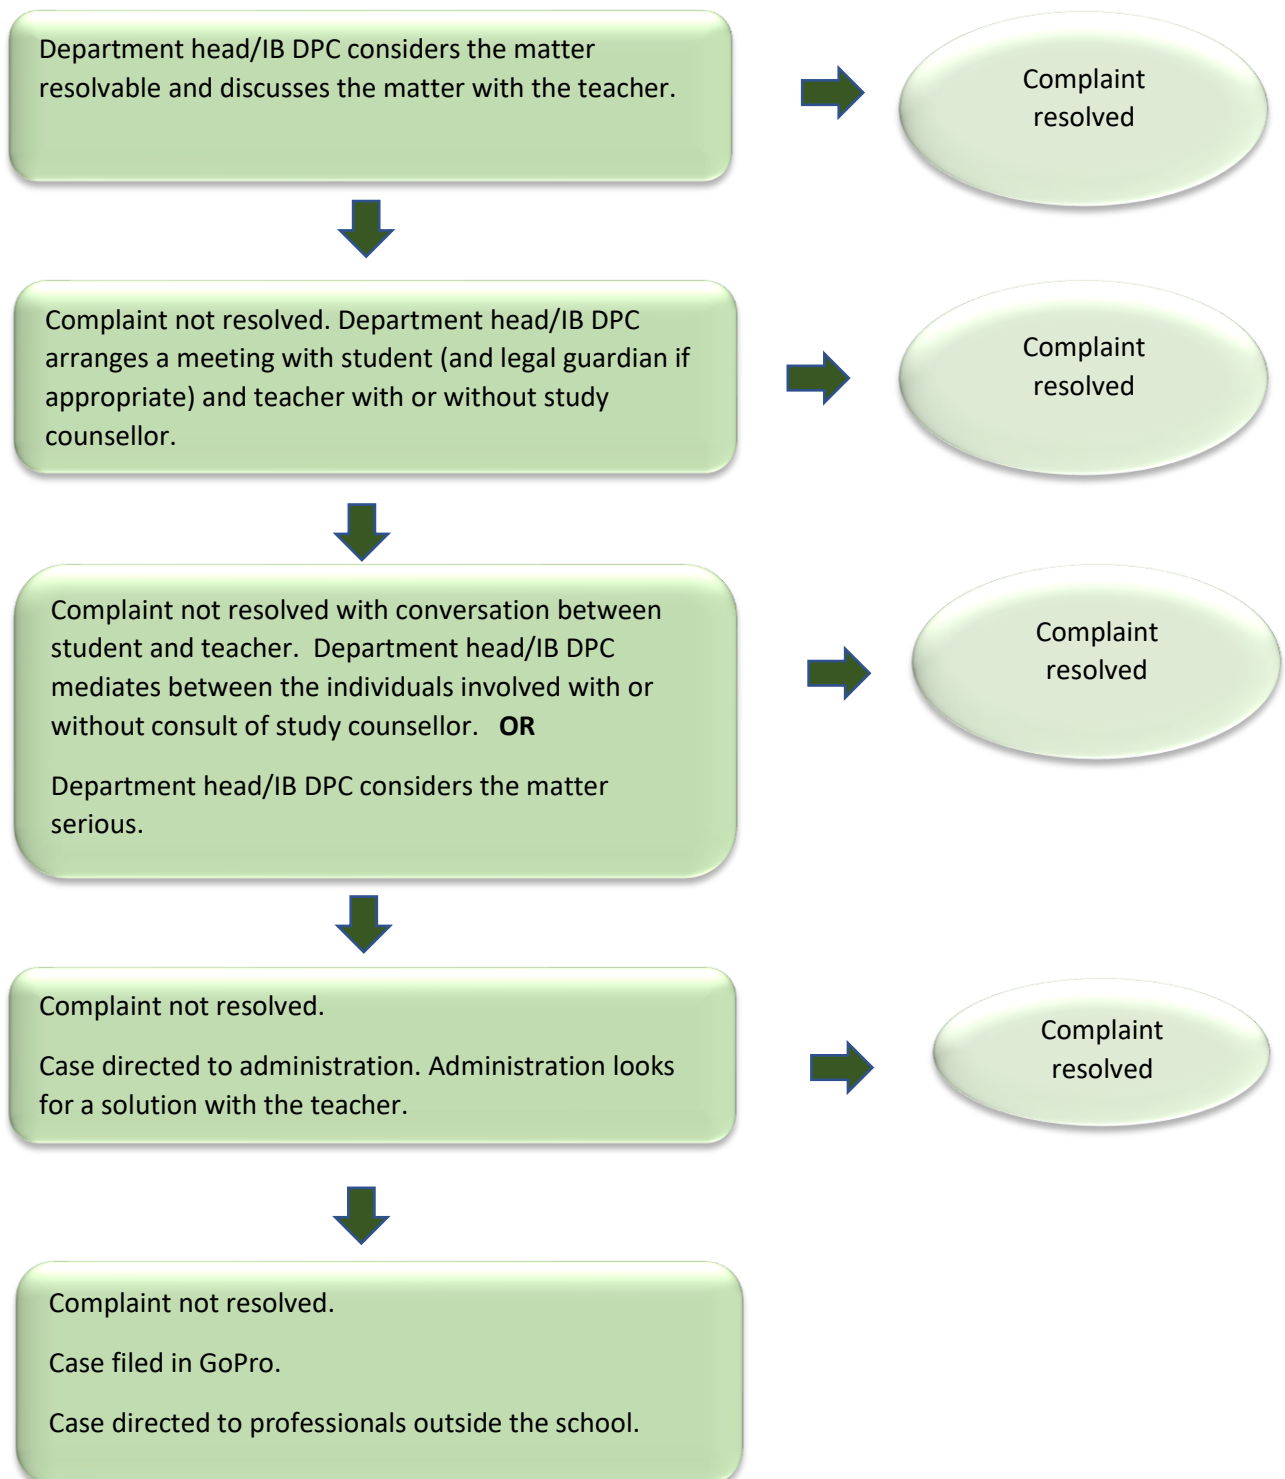 Department head/IB DPC considers the matter
resolvable and discusses the matter with the teacher.
Complaint
resolved
Complaint not resolved. Department head/IB DPC
arranges a meeting with student (and legal guardian if
appropriate) and teacher with or without study
counsellor.
Complaint
resolved
Complaint not resolved with conversation between
student and teacher.  Department head/IB DPC
mediates between the individuals involved with or
without consult of study counsellor.   OR
Department head/IB DPC considers the matter
serious.
Complaint
resolved
Complaint not resolved.
Case directed to administration. Administration looks
for a solution with the teacher.
Complaint
resolved
Complaint not resolved.
Case filed in GoPro.
Case directed to professionals outside the school.